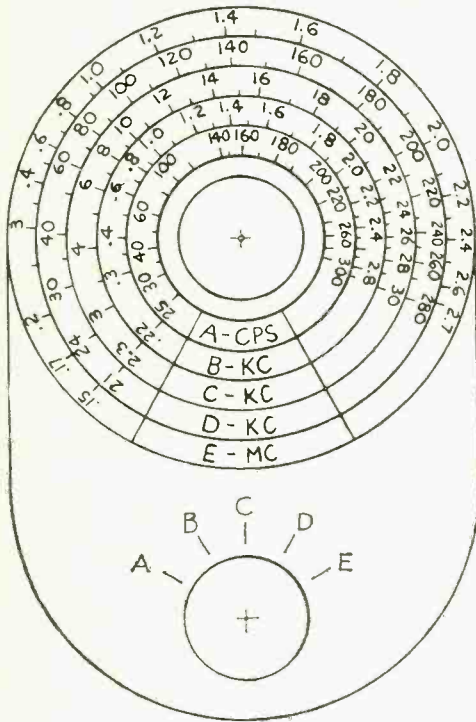 .15 .17 .2 3 .4 .6 .8 1.0 1.2 1.4 1.6 1.8 2.0 2.2 2.4 2.6 2.7
21 24 30 40 60 80 100 120 140 160 180 200 220 240 260 280
2.3 3 4 6 8 10 12 14 16 18 20 22 24 26 28 30
.22 .3 .4 .6 .8 1.0 1.2 1.4 1.6 1.8 2.0 2.2 2.4 2.8
25 30 40 60 100 140 160 180 200 220 260 300
A-CPS
B-KC
C-KC
D-KC
E-MC
A B C D E